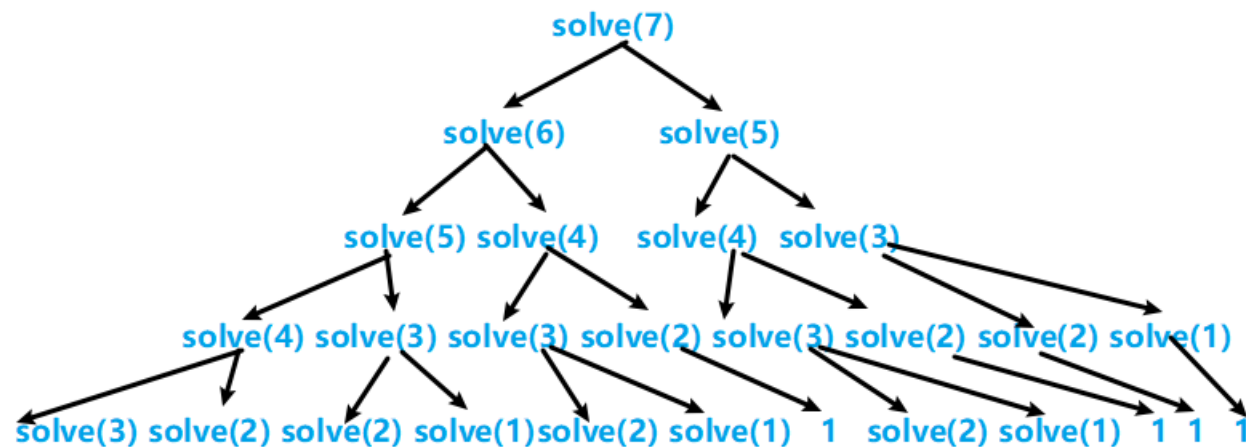 solve(7)
solve(6) solve(5)
solve(5) solve(4) solve(4) solve(3)
solve(4) solve(3) solve(3) solve(2) solve(3) solve(2) solve(2) solve(1)
solve(3) solve(2) solve(2) solve(1) solve(2) solve(1) 1 solve(2) solve(1) 1 1 1